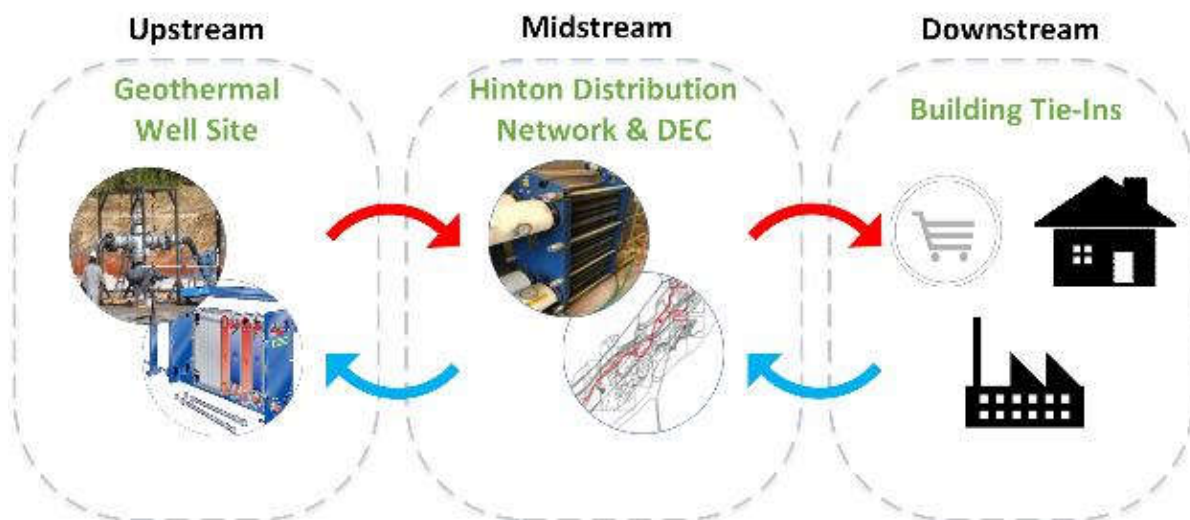 Upstream
Midstream
Downstream
Geothermal
Well Site
Hinton Distribution
Network & DEC
Building Tie-Ins